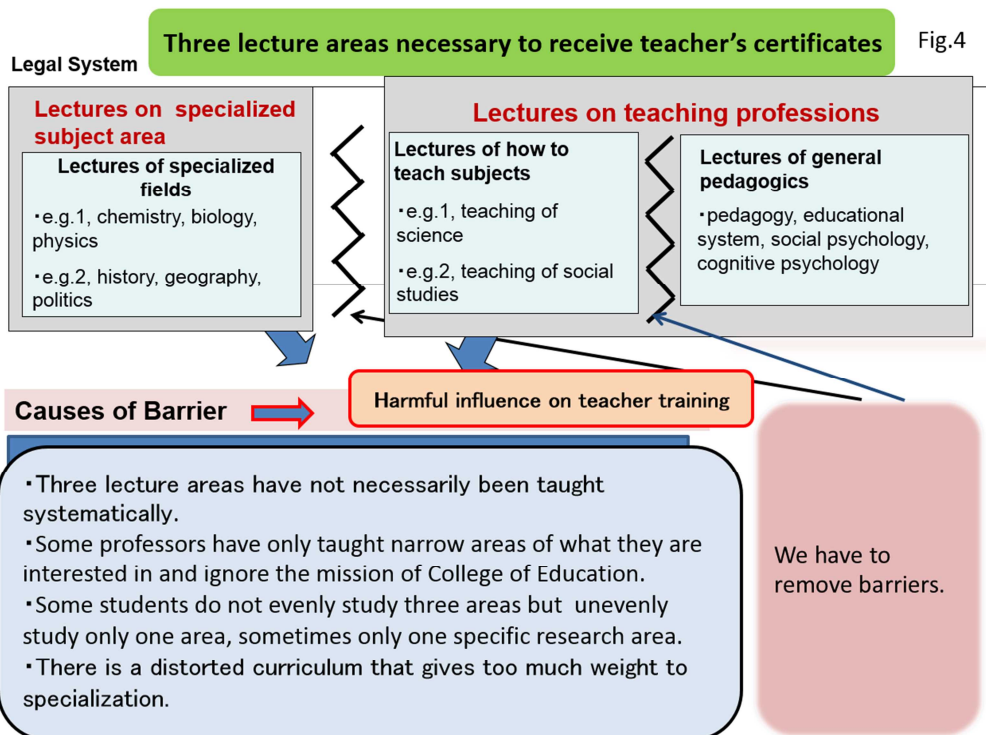 Three lecture areas necessary to receive teacher's certificates
Fig.4
Legal System
Lectures on specialized
subject area
Lectures of specialized
fields
・e.g.1, chemistry, biology,
physics
・e.g.2, history, geography,
politics
Lectures on teaching professions
Lectures of how to
teach subjects
・e.g.1, teaching of
science
・e.g.2, teaching of social
studies
Lectures of general
pedagogics
・pedagogy, educational
system, social psychology,
cognitive psychology
Causes of Barrier
Harmful influence on teacher training
・Three lecture areas have not necessarily been taught
systematically.
・Some professors have only taught narrow areas of what they are
interested in and ignore the mission of College of Education.
・Some students do not evenly study three areas but unevenly
study only one area, sometimes only one specific research area.
・There is a distorted curriculum that gives too much weight to
specialization.
We have to
remove barriers.